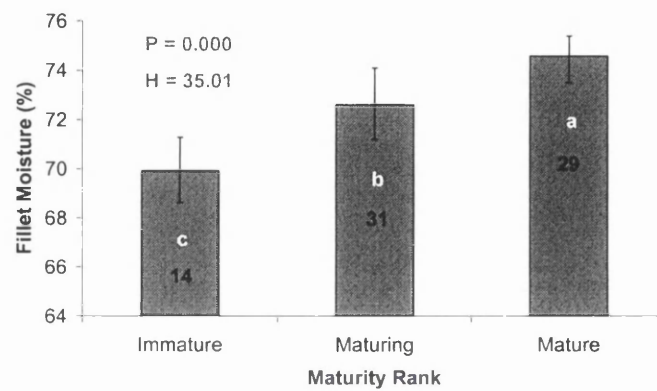 P = 0.000
H = 35.01
Fillet Moisture (%)
76
74
72
70
68
66
64
c
14
b
31
a
29
Immature
Maturing
Mature
Maturity Rank